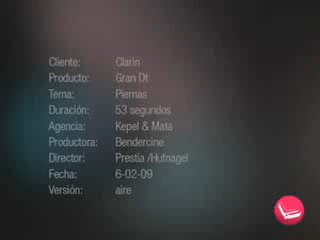 Cliente: Clarin
Producto: Gran Dt
Tema: Piernas
Duración: 53 segundos
Agencia: Kepel & Mata
Productora: Bendercine
Director: Prestia /Hufnagel
Fecha: 6-02-09
Versión: aire